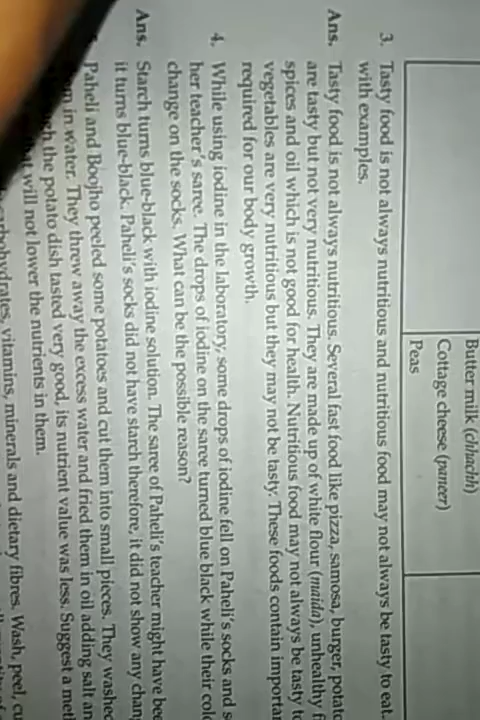 Butter milk (chhachh)
Cottage cheese (paneer)
Peas
3. Tasty food is not always nutritious and nutritious food may not always be tasty to eat.
with examples.
Ans. Tasty food is not always nutritious. Several fast food like pizza, samosa, burger, potat
are tasty but not very nutritious. They are made up of white flour (maida), unhealthy
spices and oil which is not good for health. Nutritious food may not always be tasty to
vegetables are very nutritious but they may not be tasty. These foods contain importan
required for our body growth.
4. While using iodine in the laboratory, some drops of iodine fell on Paheli's socks and s
her teacher's saree. The drops of iodine on the saree turned blue black while their colo
change on the socks. What can be the possible reason?
Ans. Starch turns blue-black with iodine solution. The saree of Paheli's teacher might have bee
it turns blue-black. Paheli's socks did not have starch therefore, it did not show any chang
Paheli and Boojho peeled some potatoes and cut them into small pieces. They washed
in water. They threw away the excess water and fried them in oil adding salt an
the potato dish tasted very good, its nutrient value was less. Suggest a met
will not lower the nutrients in them.
carbohydrates, vitamins, minerals and dietary fibres. Wash, peel, cu